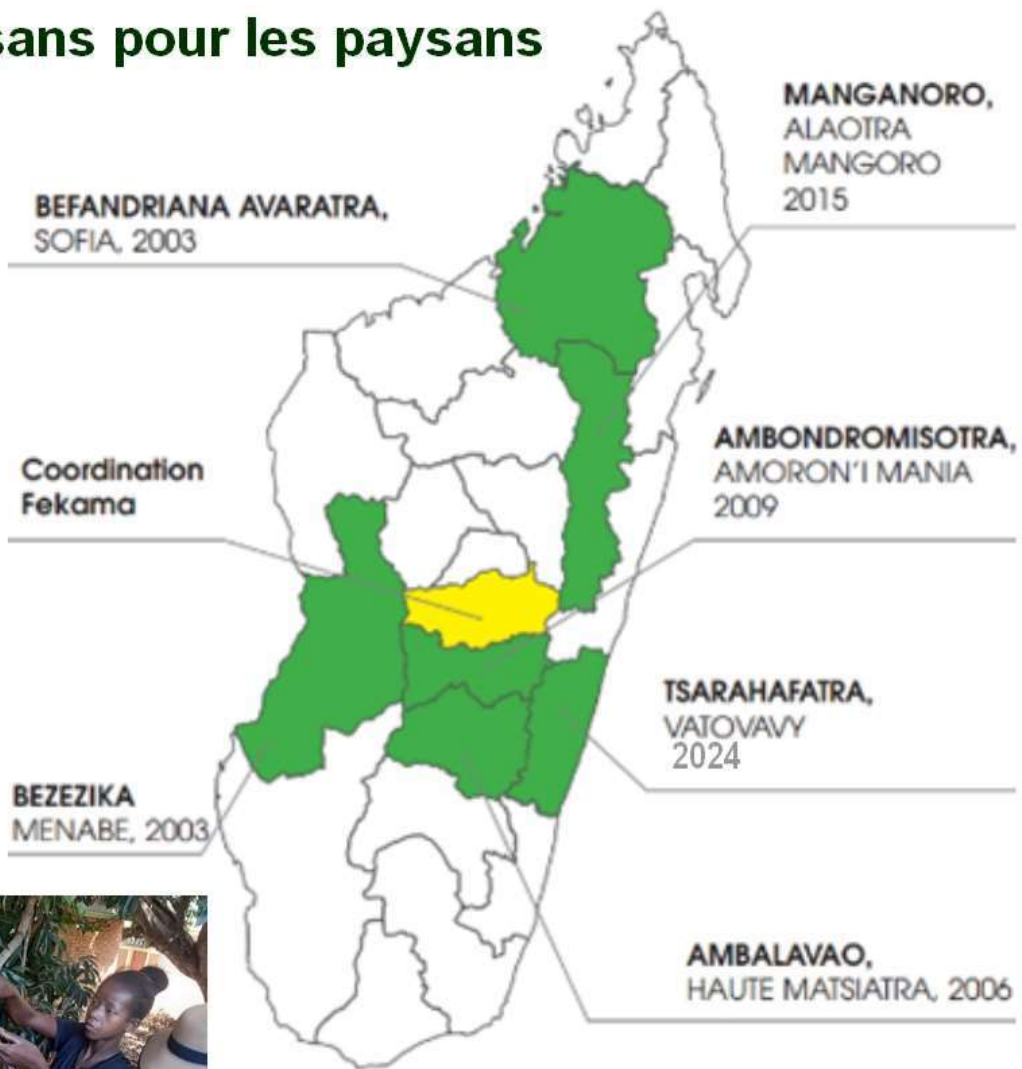 sans pour les paysans
MANGANORO,
ALAOTRA
MANGORO
2015
BEFANDRIANA AVARATRA,
SOFIA, 2003
Coordination
Fekama
AMBONDROMISOTRA,
AMORON'I MANIA
2009
TSARAHAFATRA,
VATOVAVY
2024
BEZEZIKA
MENABE, 2003
AMBALAVAO,
HAUTE MATSIATRA, 2006